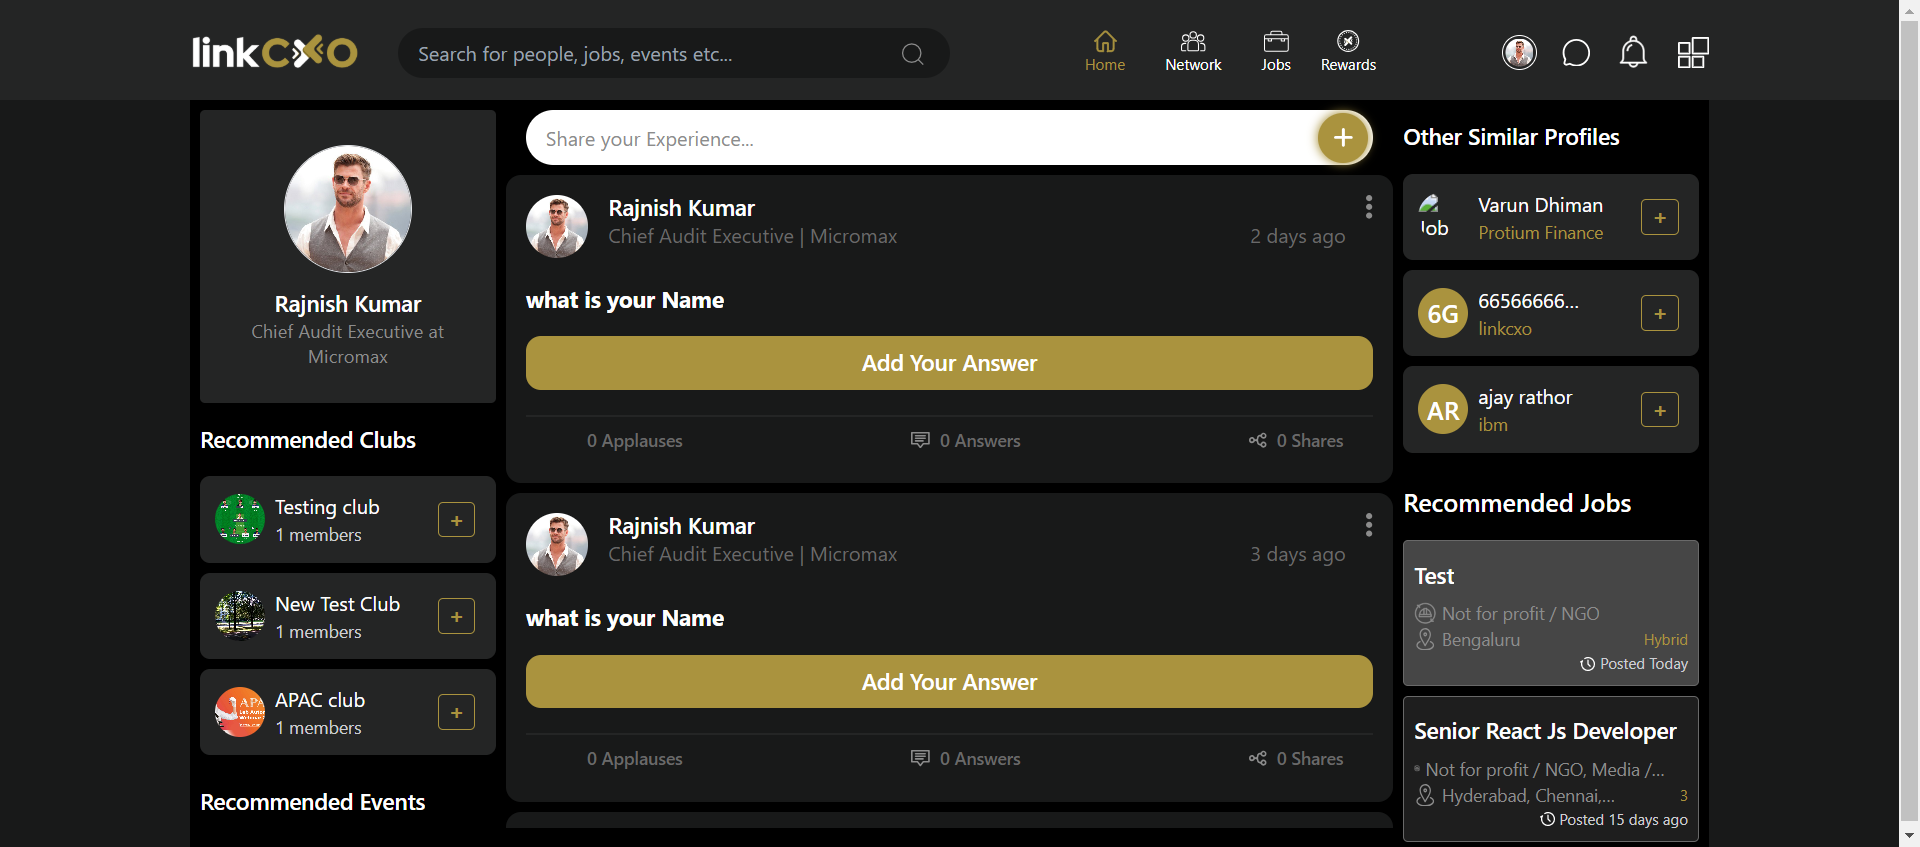 linkcxo
Search for people, jobs, events etc...
Home
Network
Jobs
Rewards
Rajnish Kumar
Chief Audit Executive at
Micromax
Recommended Clubs
Testing club
1 members
New Test Club
1 members
APAC club
1 members
Recommended Events
Share your Experience...
Rajnish Kumar
Chief Audit Executive | Micromax
2 days ago
what is your Name
Add Your Answer
0 Applauses
0 Answers
0 Shares
Rajnish Kumar
Chief Audit Executive | Micromax
3 days ago
what is your Name
Add Your Answer
0 Applauses
0 Answers
0 Shares
Other Similar Profiles
Varun Dhiman
Protium Finance
6G
66566666...
linkcxo
AR
ajay rathor
ibm
Recommended Jobs
Test
Not for profit / NGO
Bengaluru
Hybrid
Posted Today
Senior React Js Developer
Not for profit / NGO, Media /...
Hyderabad, Chennai,...
3
Posted 15 days ago